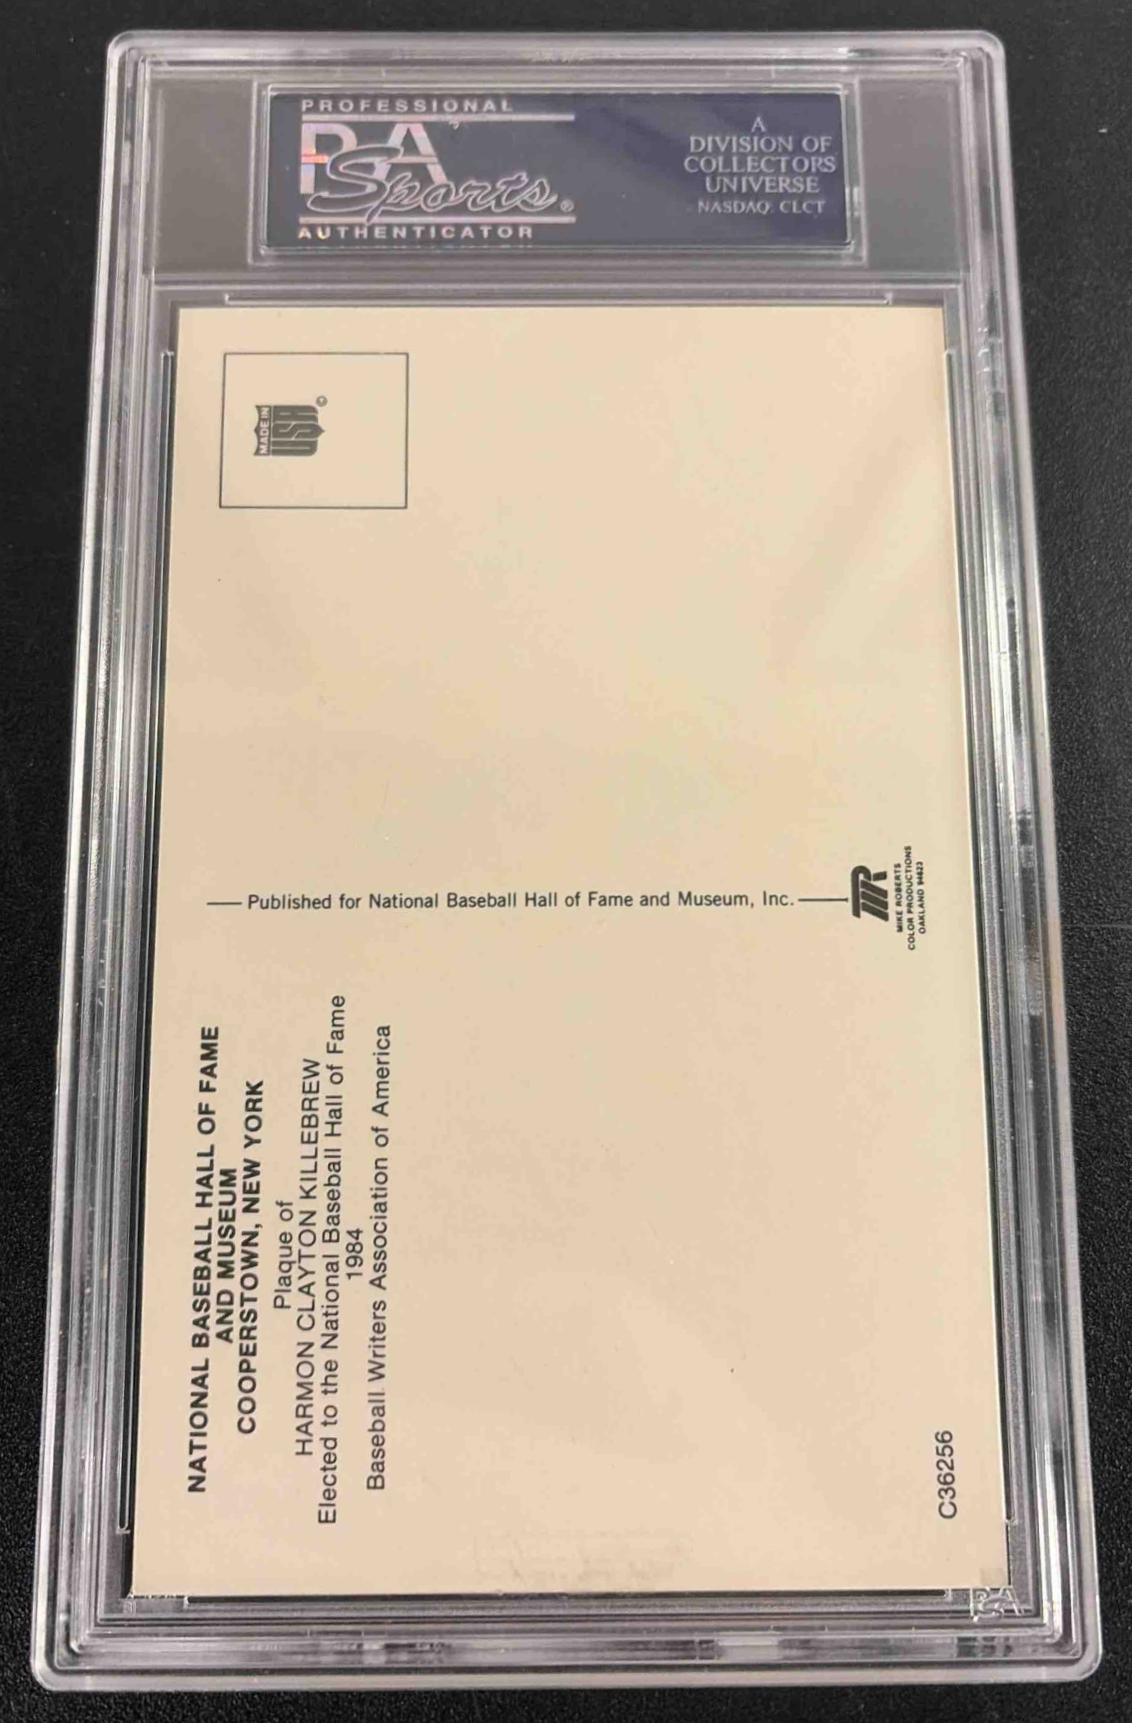 PROFESSIONAL
PSA
Sports®
AUTHENTICATOR
A
DIVISION OF
COLLECTORS
UNIVERSE
NASDAQ: CLCT
NATIONAL BASEBALL HALL OF FAME
AND MUSEUM
COOPERSTOWN, NEW YORK
Plaque of
HARMON CLAYTON KILLEBREW
Elected to the National Baseball Hall of Fame
1984
Baseball Writers Association of America
C36256
Published for National Baseball Hall of Fame and Museum, Inc.
MIKE ROBERTS
COLOR PRODUCTIONS
OAKLAND 94623
MADE IN
USA
PSA